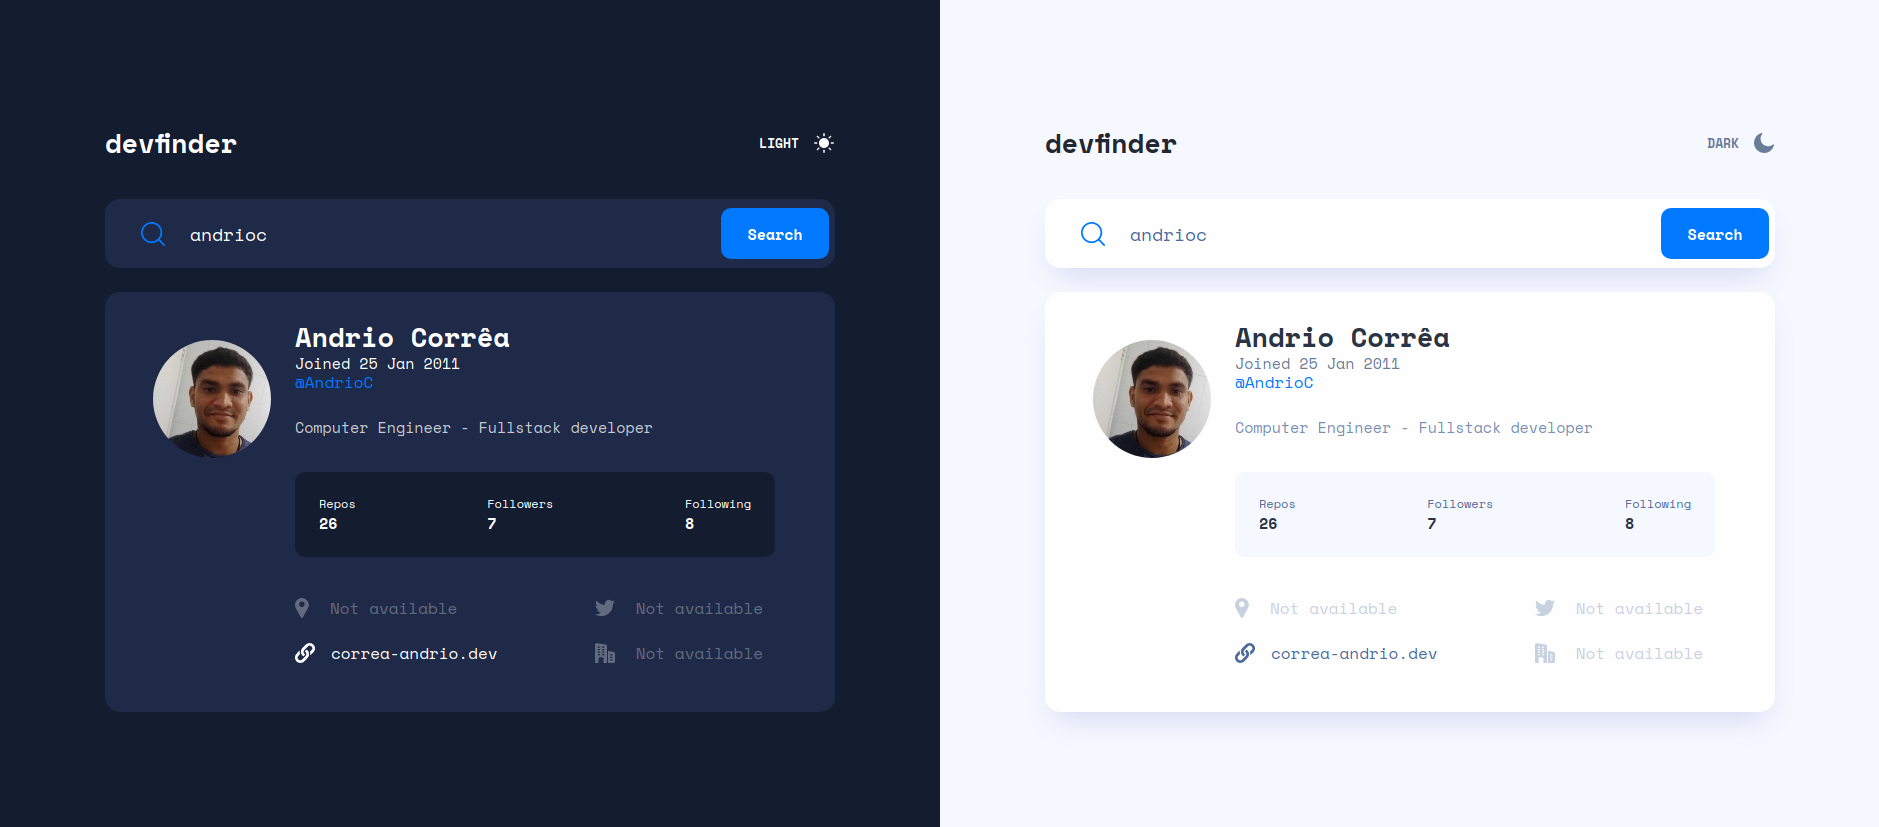 devfinder
LIGHT
andrioc
Search
Andrio Corrêa
Joined 25 Jan 2011
@AndrioC
Computer Engineer - Fullstack developer
Repos Followers Following
26 7 8
Not available Not available
correa-andrio.dev Not available
devfinder
DARK
andrioc
Search
Andrio Corrêa
Joined 25 Jan 2011
@AndrioC
Computer Engineer - Fullstack developer
Repos Followers Following
26 7 8
Not available Not available
correa-andrio.dev Not available